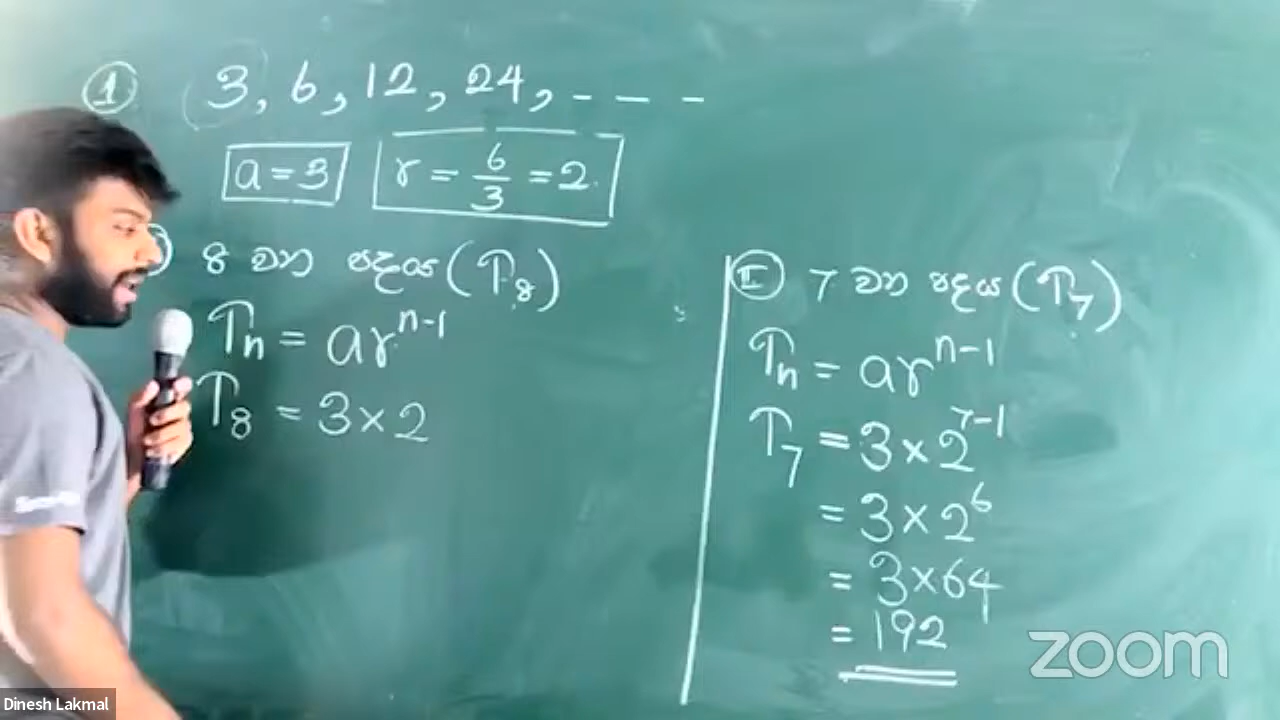 ① 3, 6, 12, 24, - - -
a = 3 r = 6/3 = 2
8 වන පදය (T₈)
Tₙ = arⁿ⁻¹
T₈ = 3 × 2
Ⅱ 7 වන පදය (T₇)
Tₙ = arⁿ⁻¹
T₇ = 3 × 2⁷⁻¹
= 3 × 2⁶
= 3 × 64
= 192
zoom
Dinesh Lakmal